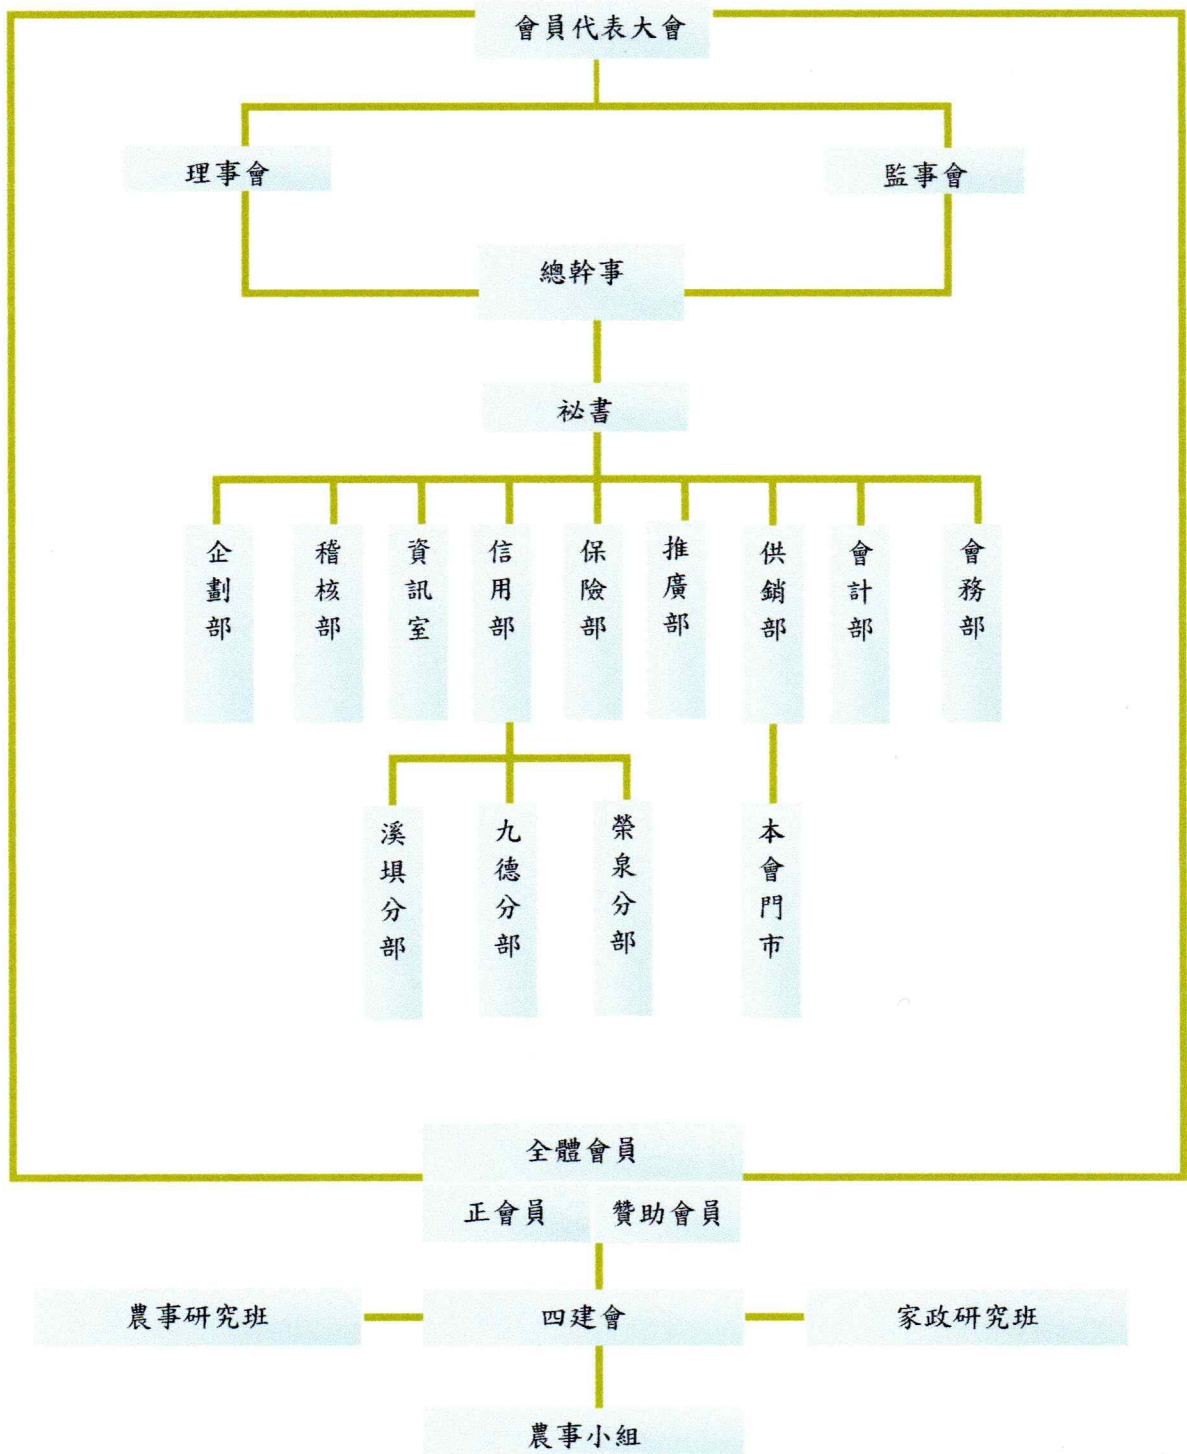 會員代表大會
理事會
監事會
總幹事
祕書
企劃部
稽核部
資訊室
信用部
保險部
推廣部
供銷部
會計部
會務部
溪埧分部
九德分部
榮泉分部
本會門市
全體會員
正會員
贊助會員
農事研究班
四建會
家政研究班
農事小組